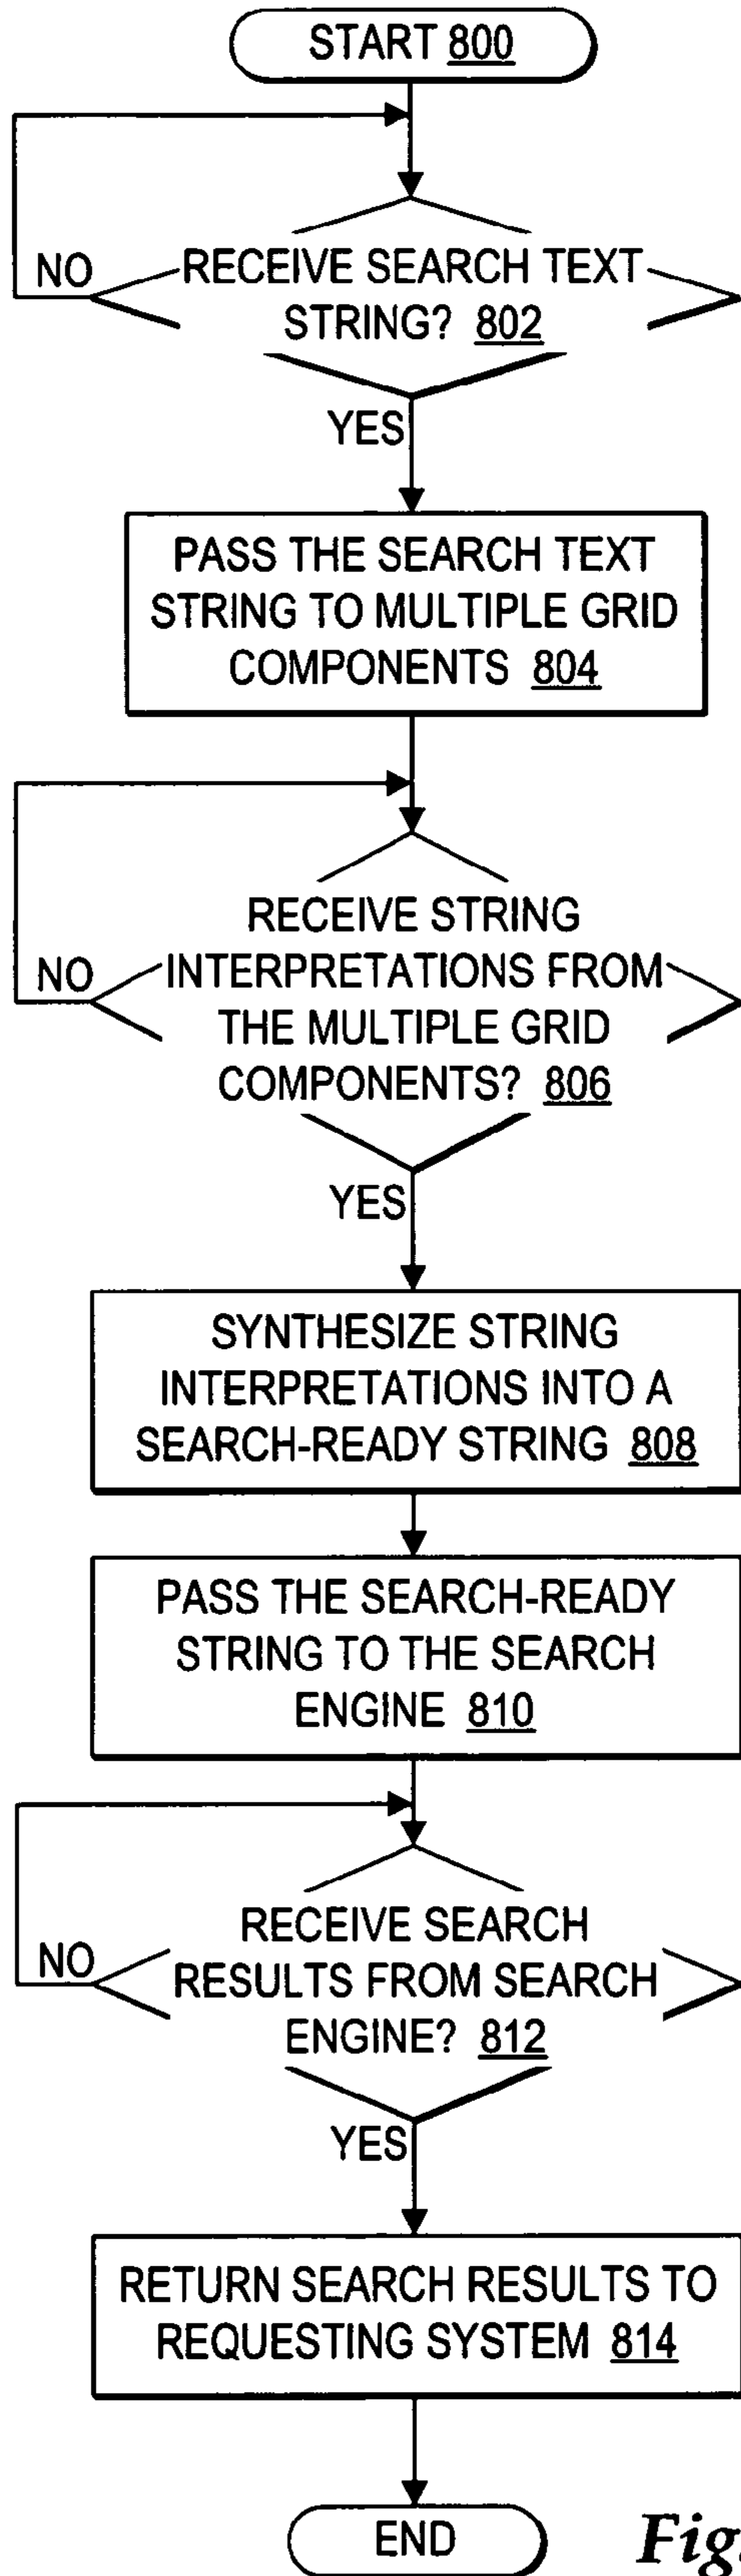 START 800
RECEIVE SEARCH TEXT
STRING? 802
NO
YES
PASS THE SEARCH TEXT
STRING TO MULTIPLE GRID
COMPONENTS 804
RECEIVE STRING
INTERPRETATIONS FROM
THE MULTIPLE GRID
COMPONENTS? 806
NO
YES
SYNTHESIZE STRING
INTERPRETATIONS INTO A
SEARCH-READY STRING 808
PASS THE SEARCH-READY
STRING TO THE SEARCH
ENGINE 810
RECEIVE SEARCH
RESULTS FROM SEARCH
ENGINE? 812
NO
YES
RETURN SEARCH RESULTS TO
REQUESTING SYSTEM 814
END
Fig.